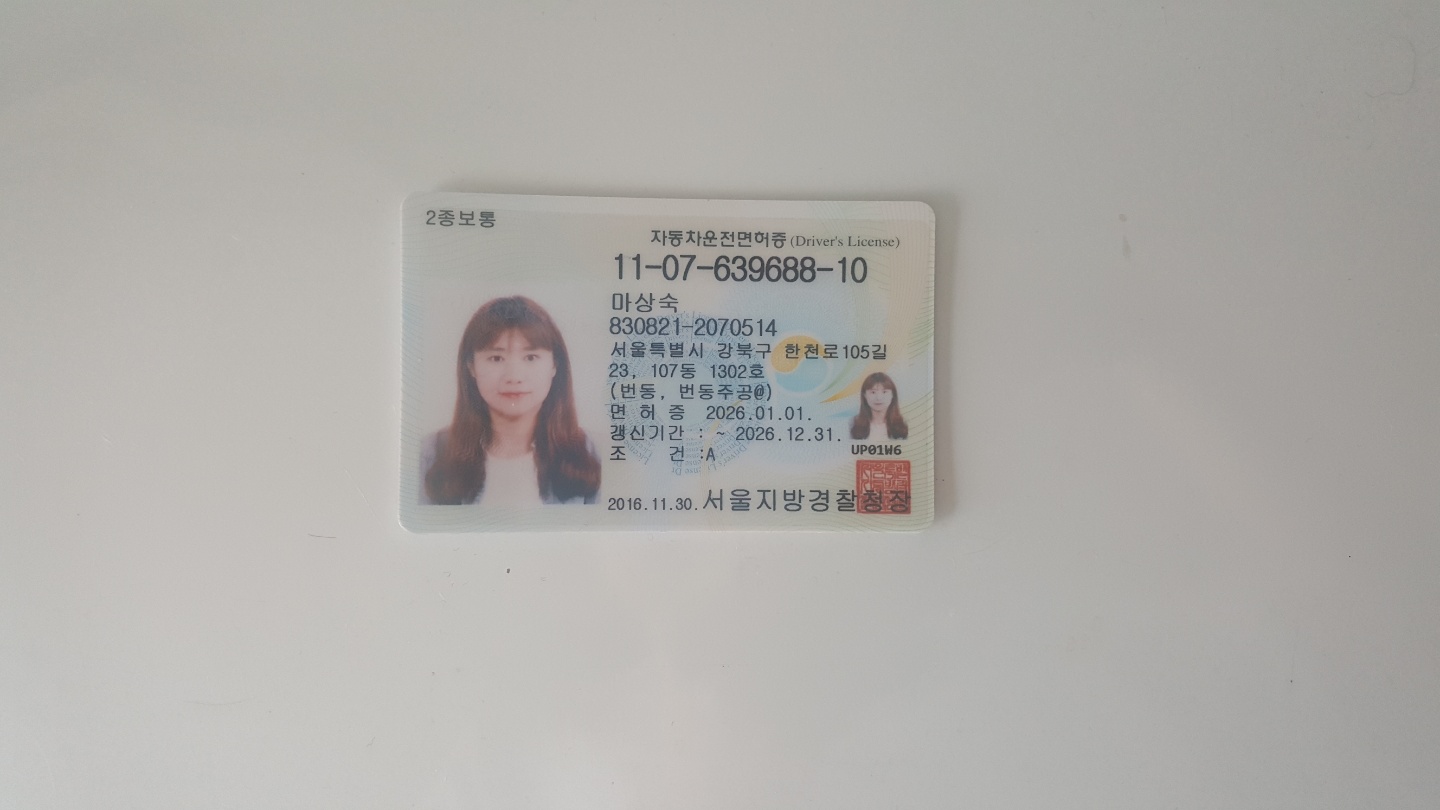 2종보통
자동차운전면허증(Driver's License)
11-07-639688-10
마상숙
830821-2070514
서울특별시 강북구 한천로105길
23, 107동 1302호
(번동, 번동주공@)
면 허 증 2026.01.01.
갱신기간 : ~ 2026.12.31.
조 건 :A
UP01W6
2016.11.30. 서울지방경찰청장